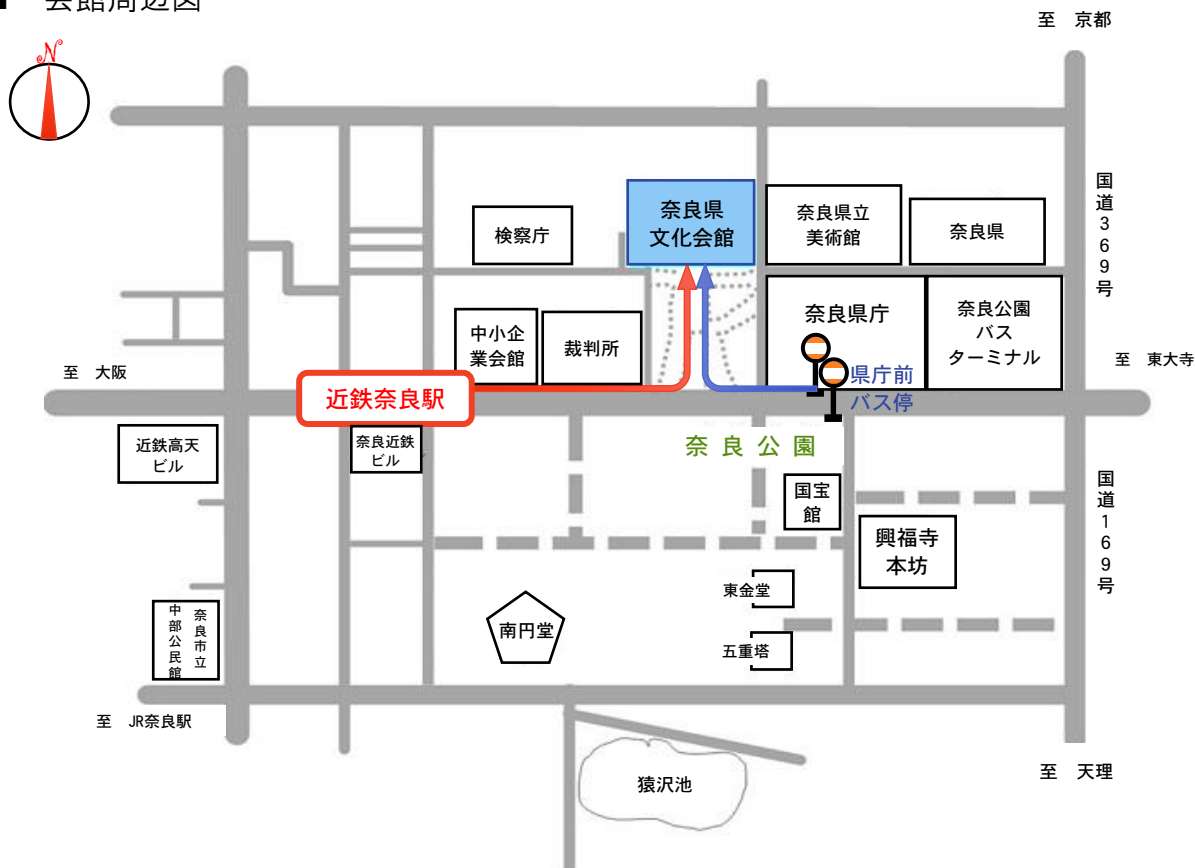 会館周辺図
至 京都
N
国道369号
奈良県
文化会館
奈良県立
美術館
奈良県
検察庁
中小企
業会館
裁判所
奈良県庁
奈良公園
バス
ターミナル
至 大阪
至 東大寺
近鉄奈良駅
県庁前
バス停
近鉄高天
ビル
奈良近鉄
ビル
奈良公園
国宝
館
国道169号
興福寺
本坊
東金堂
奈良市立
中部公民館
南円堂
五重塔
至 JR奈良駅
猿沢池
至 天理